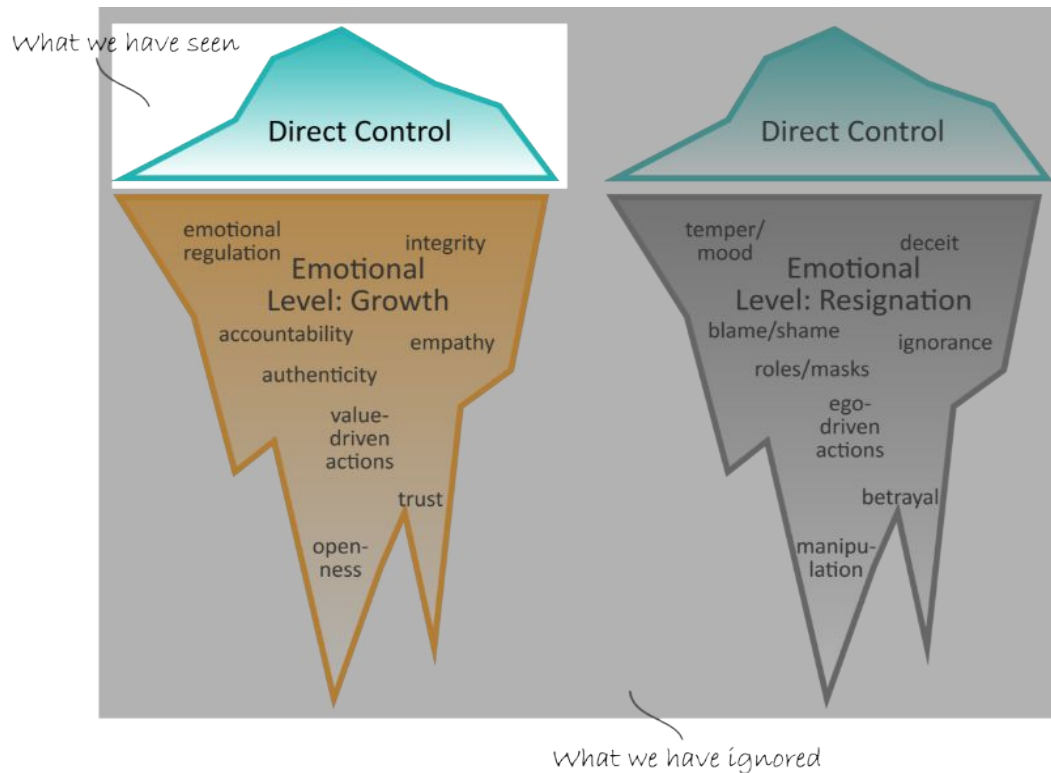 What we have seen
Direct Control
emotional
regulation
integrity
Emotional
Level: Growth
accountability
empathy
authenticity
value-
driven
actions
trust
open-
ness
Direct Control
temper/
mood
deceit
Emotional
Level: Resignation
blame/shame
ignorance
roles/masks
ego-
driven
actions
betrayal
manipu-
lation
What we have ignored